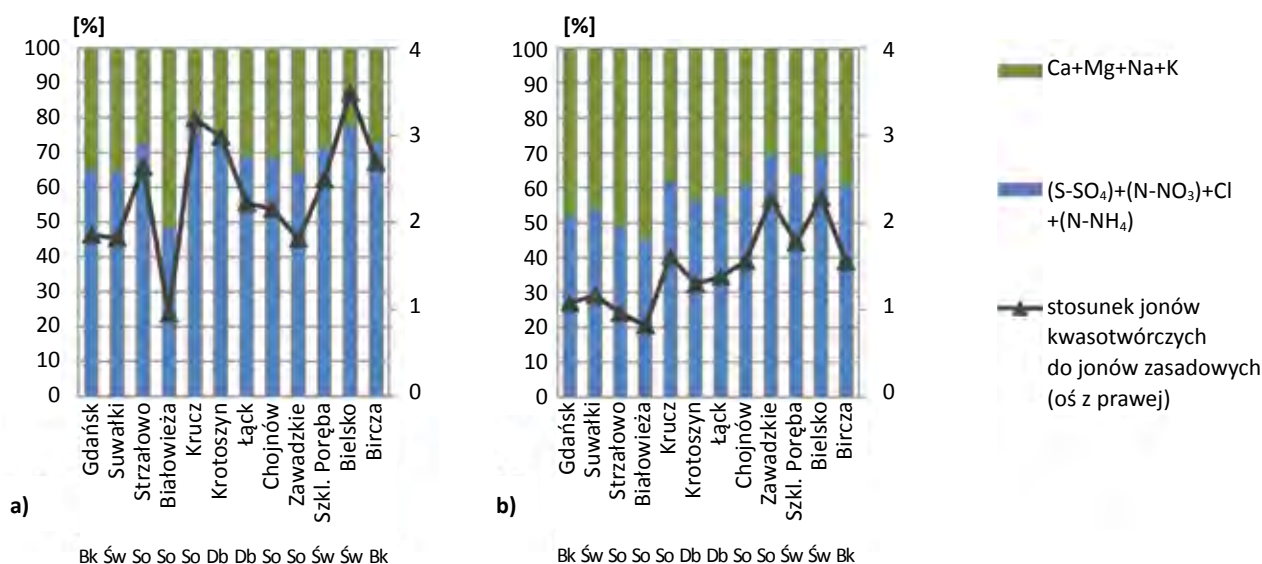 [%]
100
90
80
70
60
50
40
30
20
10
0
4
3
2
1
0
Gdańsk
Suwałki
Strzałowo
Białowieża
Krucz
Krotoszyn
Łąck
Chojnów
Zawadzkie
Szkl. Poręba
Bielsko
Bircza
a)
Bk Św So So So Db Db So So Św Św Bk
[%]
100
90
80
70
60
50
40
30
20
10
0
4
3
2
1
0
Gdańsk
Suwałki
Strzałowo
Białowieża
Krucz
Krotoszyn
Łąck
Chojnów
Zawadzkie
Szkl. Poręba
Bielsko
Bircza
b)
Bk Św So So So Db Db So So Św Św Bk
Ca+Mg+Na+K
(S-SO₄)+(N-NO₃)+Cl
+(N-NH₄)
stosunek jonów
kwasotwórczych
do jonów zasadowych
(oś z prawej)